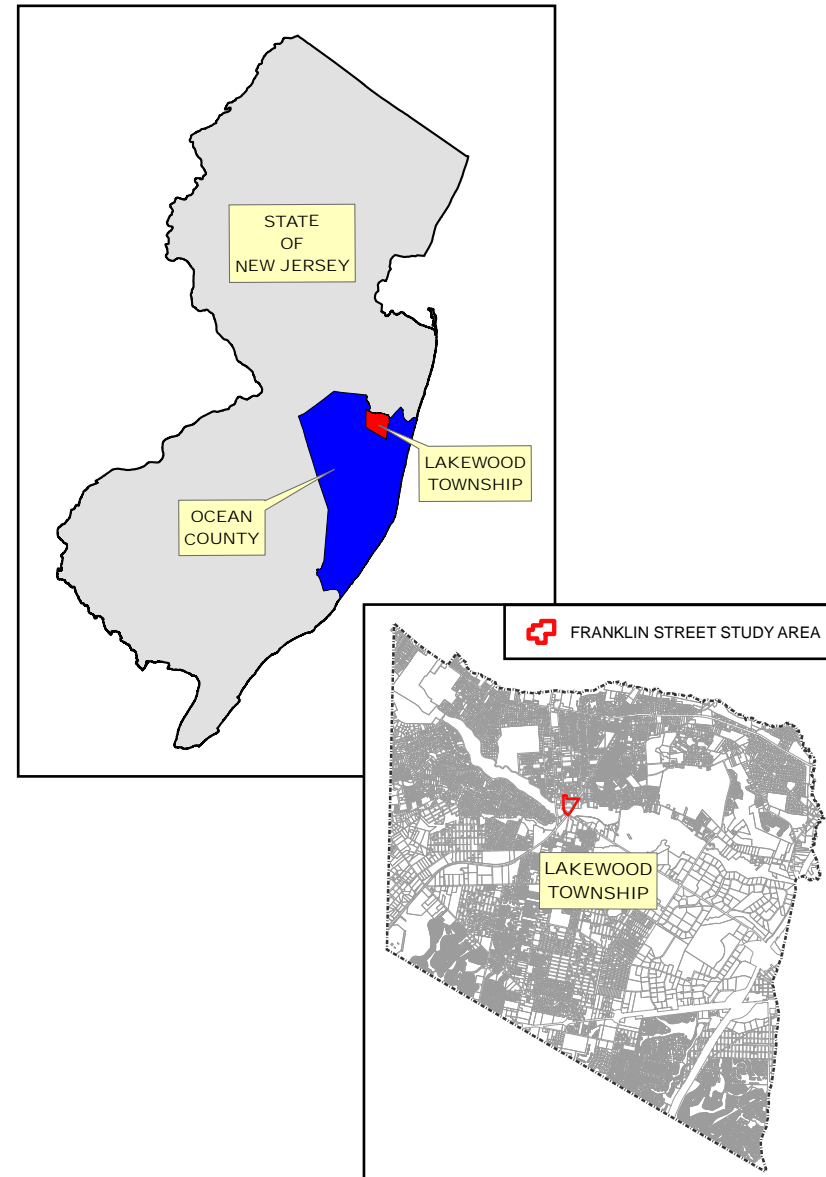 STATE
OF
NEW JERSEY
LAKEWOOD
TOWNSHIP
OCEAN
COUNTY
FRANKLIN STREET STUDY AREA
LAKEWOOD
TOWNSHIP